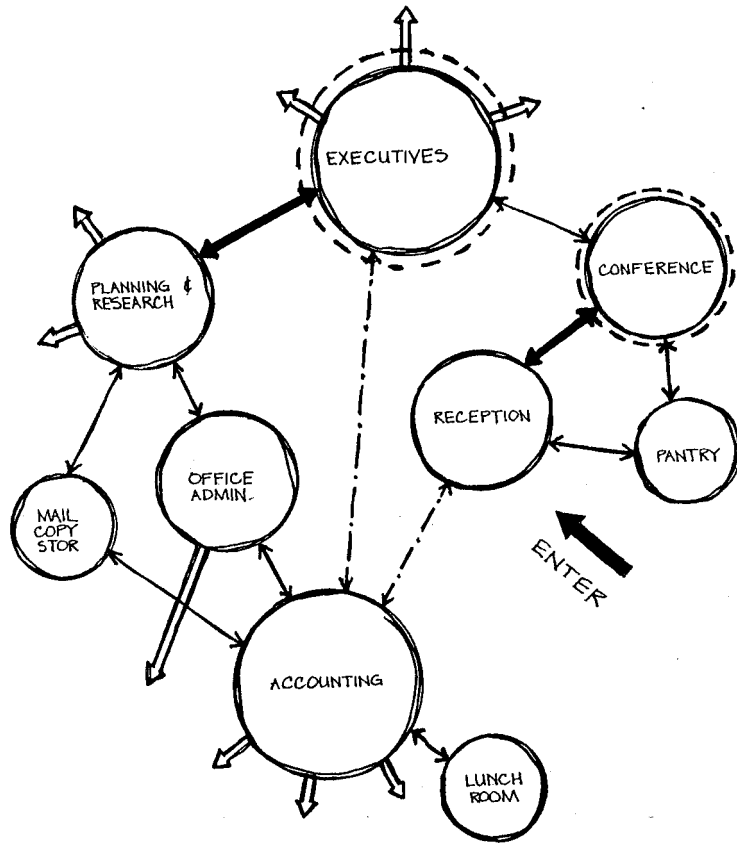 EXECUTIVES
CONFERENCE
PLANNING &
RESEARCH
RECEPTION
PANTRY
OFFICE
ADMIN.
MAIL
COPY
STOR
ENTER
ACCOUNTING
LUNCH
ROOM